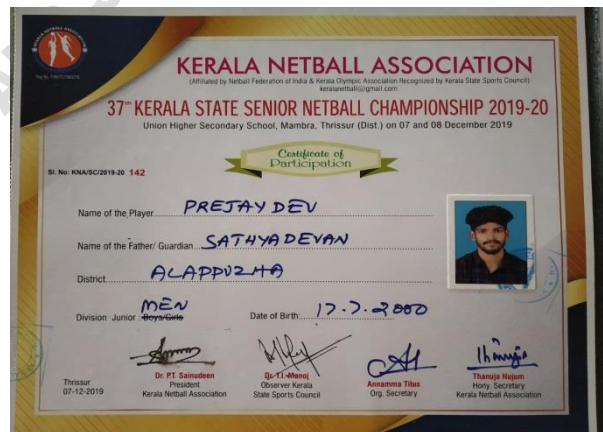 KERALA NETBALL ASSOCIATION
(Affiliated by Netball Federation of India & Kerala Olympic Association Recognized by Kerala State Sports Council)
keralanetball@gmail.com
37th KERALA STATE SENIOR NETBALL CHAMPIONSHIP 2019-20
Union Higher Secondary School, Mambra, Thrissur (Dist.) on 07 and 08 December 2019
Certificate of
Participation
Sl. No: KNA/SC/2019-20 142
Name of the Player PREJAY DEV
Name of the Father/ Guardian SATHYADEVAN
District ALAPPUZHA
MEN
Division Junior : Boys/Girls Date of Birth: 17.7.2000
Thrissur
07-12-2019
Dr. P.T. Sainudeen
President
Kerala Netball Association
Dr. T.I. Manoj
Observer Kerala
State Sports Council
Annamma Titus
Org. Secretary
Thanuja Nujum
Hony. Secretary
Kerala Netball Association